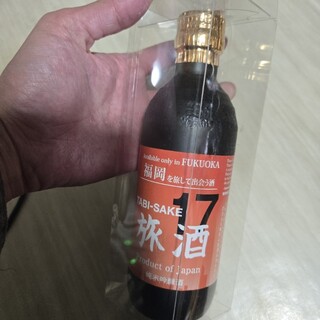 Available only in FUKUOKA
福岡を旅して出会う酒
17
TABI-SAKE
旅酒
Product of Japan